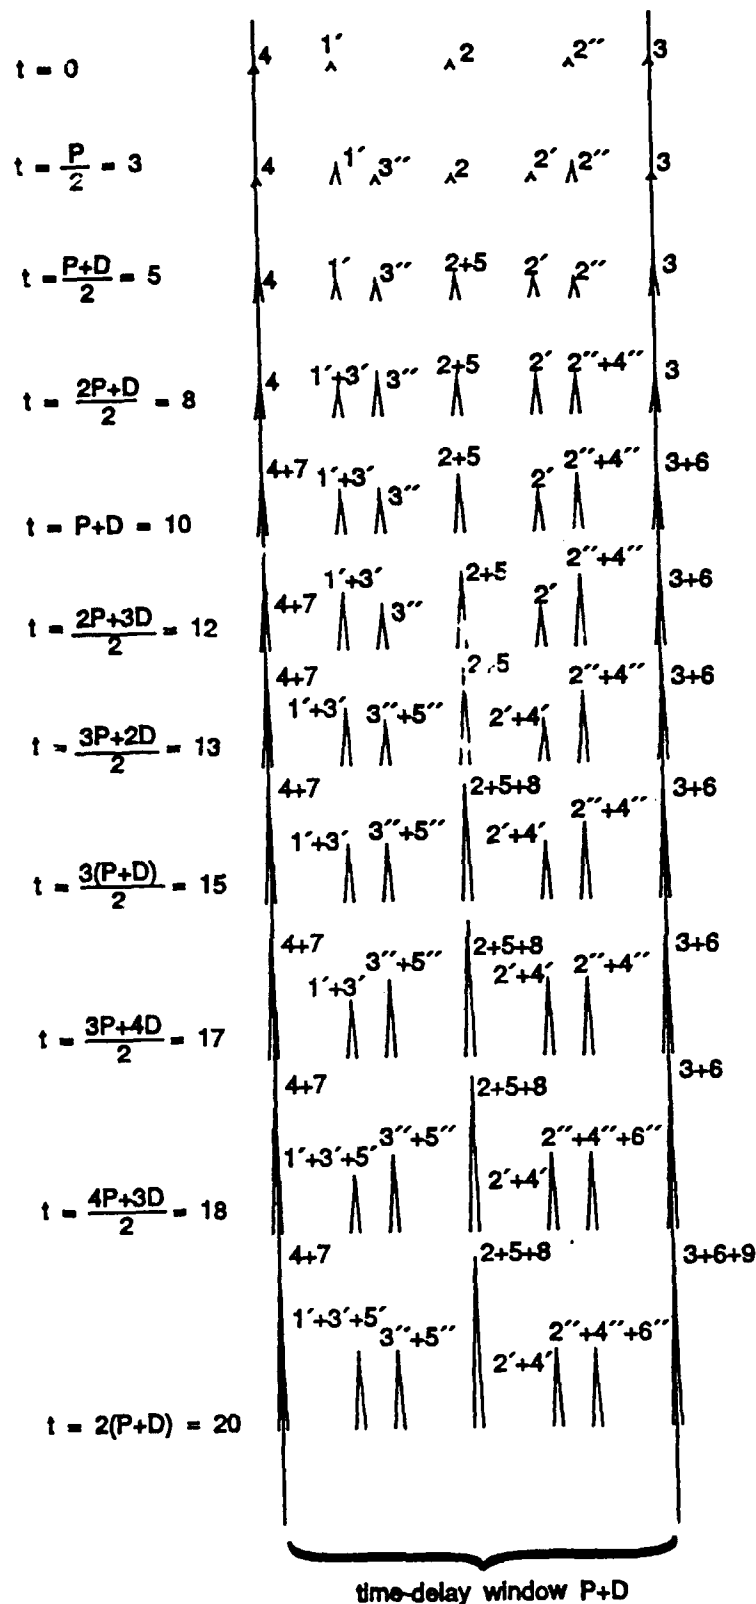 t = 0 4 1′ 2 2″ 3
t = P/2 = 3 4 1′ 3″ 2 2′ 2″ 3
t = P+D/2 = 5 4 1′ 3″ 2+5 2′ 2″ 3
t = 2P+D/2 = 8 4 1′+3′ 3″ 2+5 2′ 2″+4″ 3
t = P+D = 10 4+7 1′+3′ 3″ 2+5 2′ 2″+4″ 3+6
t = 2P+3D/2 = 12 4+7 1′+3′ 3″ 2+5 2′ 2″+4″ 3+6
t = 3P+2D/2 = 13 4+7 1′+3′ 3″+5″ 2+5 2′+4′ 2″+4″ 3+6
t = 3(P+D)/2 = 15 4+7 1′+3′ 3″+5″ 2+5+8 2′+4′ 2″+4″ 3+6
t = 3P+4D/2 = 17 4+7 1′+3′ 3″+5″ 2+5+8 2′+4′ 2″+4″ 3+6
t = 4P+3D/2 = 18 4+7 1′+3′+5′ 3″+5″ 2+5+8 2′+4′ 2″+4″+6″ 3+6
t = 2(P+D) = 20 4+7 1′+3′+5′ 3″+5″ 2+5+8 2′+4′ 2″+4″+6″ 3+6+9
time-delay window P+D